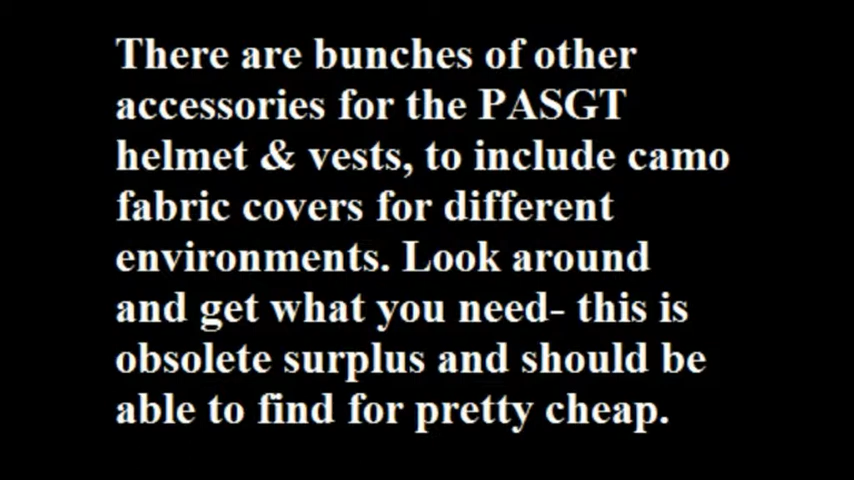 There are bunches of other
accessories for the PASGT
helmet & vests, to include camo
fabric covers for different
environments. Look around
and get what you need- this is
obsolete surplus and should be
able to find for pretty cheap.